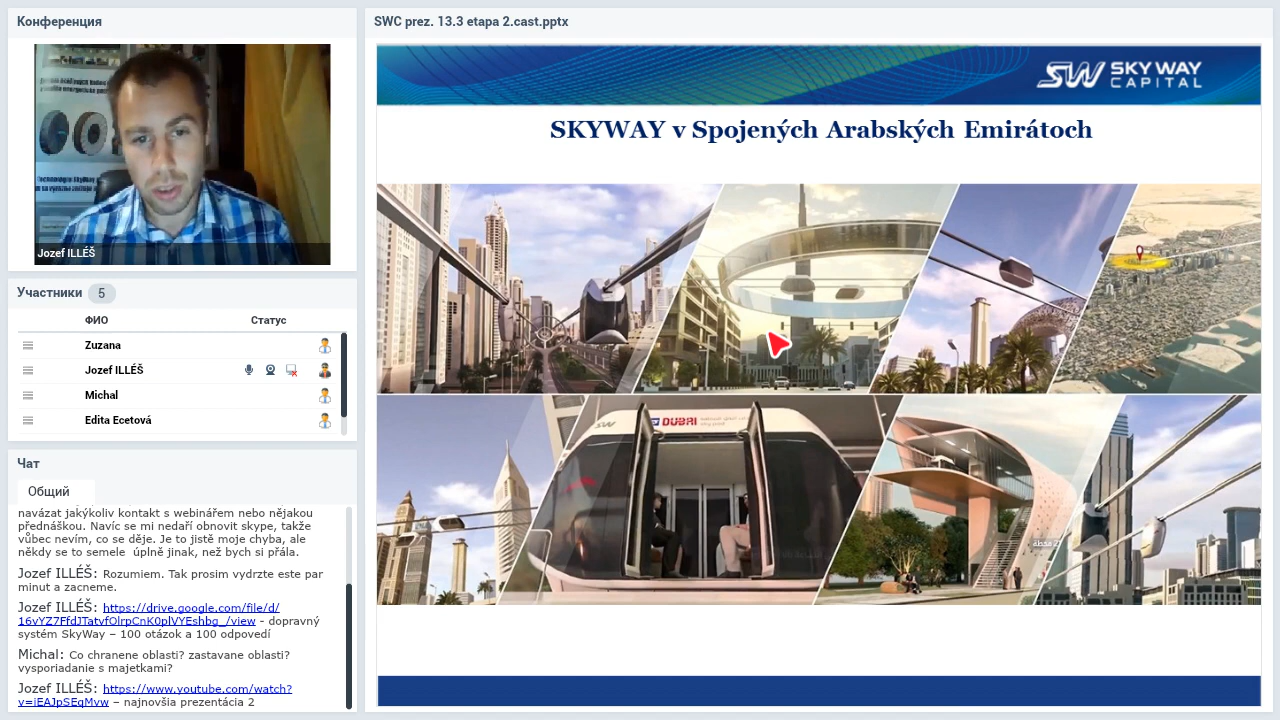 Конференция
Jozef ILLÉŠ
Участники 5
ФИО Статус
Zuzana
Jozef ILLÉŠ
Michal
Edita Ecetová
Чат
Общий
navázat jakýkoliv kontakt s webinářem nebo nějakou
přednáškou. Navíc se mi nedaří obnovit skype, takže
vůbec nevím, co se děje. Je to jistě moje chyba, ale
někdy se to semele úplně jinak, než bych si přála.
Jozef ILLÉŠ: Rozumiem. Tak prosim vydrzte este par
minut a zacneme.
Jozef ILLÉŠ: https://drive.google.com/file/d/
16vYZ7FfdJTatvfOlrpCnK0plVYEshbg_/view - dopravný
systém SkyWay – 100 otázok a 100 odpovedí
Michal: Co chranene oblasti? zastavane oblasti?
vysporiadanie s majetkami?
Jozef ILLÉŠ: https://www.youtube.com/watch?
v=iEAJpSEqMvw – najnovšia prezentácia 2
SWC prez. 13.3 etapa 2.cast.pptx
SW SKY WAY
CAPITAL
SKYWAY v Spojených Arabských Emirátoch
SW
DUBAI